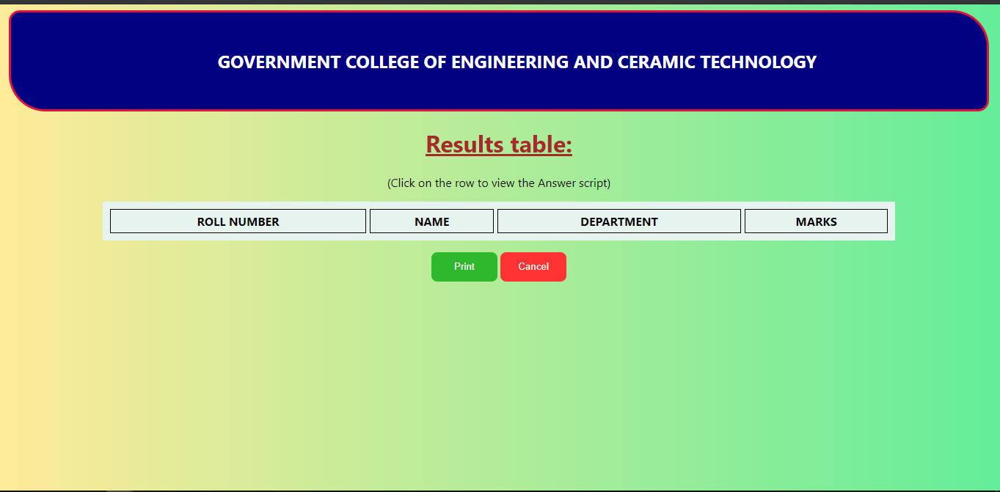 GOVERNMENT COLLEGE OF ENGINEERING AND CERAMIC TECHNOLOGY
Results table:
(Click on the row to view the Answer script)
ROLL NUMBER NAME DEPARTMENT MARKS
Print Cancel